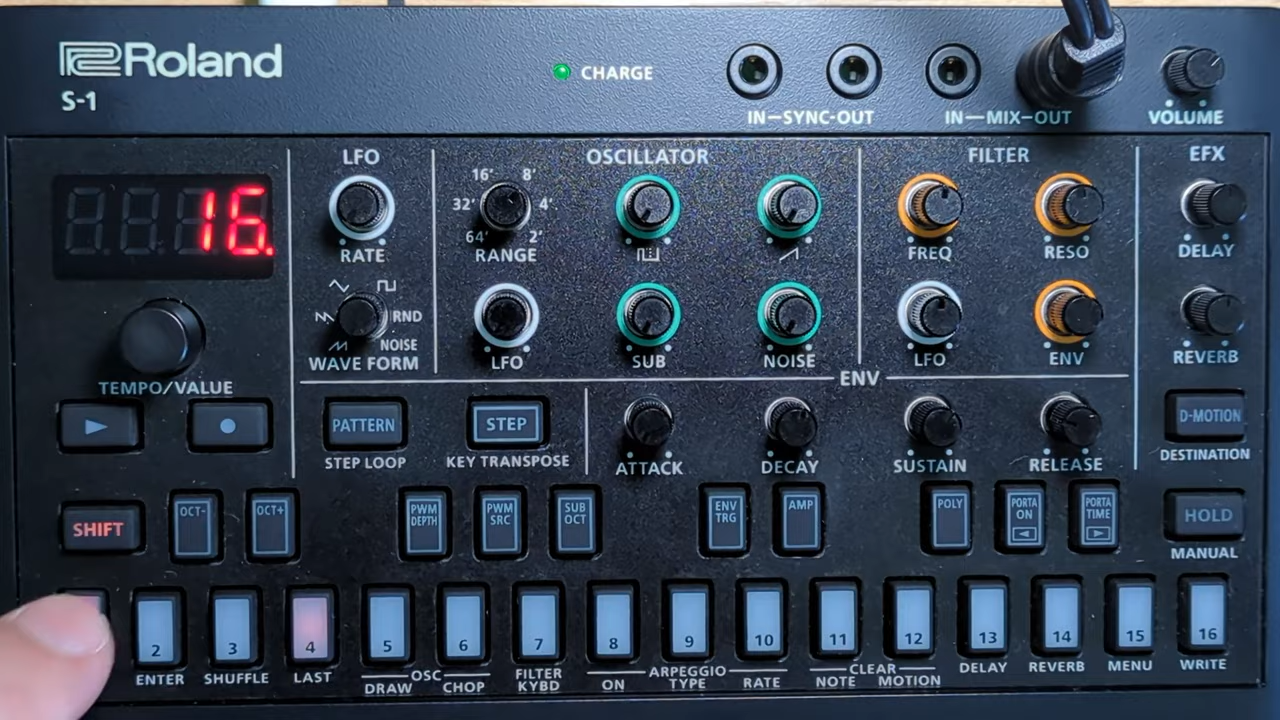 Roland
S-1
CHARGE
IN—SYNC-OUT
IN—MIX—OUT
VOLUME
16.
LFO
RATE
RND
NOISE
WAVE FORM
OSCILLATOR
16' 8'
32' 4'
64' 2'
RANGE
LFO
SUB
NOISE
FILTER
FREQ
RESO
LFO
ENV
EFX
DELAY
REVERB
TEMPO/VALUE
PATTERN
STEP LOOP
STEP
KEY TRANSPOSE
ENV
ATTACK
DECAY
SUSTAIN
RELEASE
D-MOTION
DESTINATION
SHIFT
OCT-
OCT+
PWM
DEPTH
PWM
SRC
SUB
OCT
ENV
TRG
AMP
POLY
PORTA
ON
PORTA
TIME
HOLD
MANUAL
2 3 4 5 6 7 8 9 10 11 12 13 14 15 16
ENTER
SHUFFLE
LAST
OSC
DRAW
CHOP
FILTER
KYBD
ARPEGGIO
ON
TYPE
RATE
CLEAR
NOTE
MOTION
DELAY
REVERB
MENU
WRITE